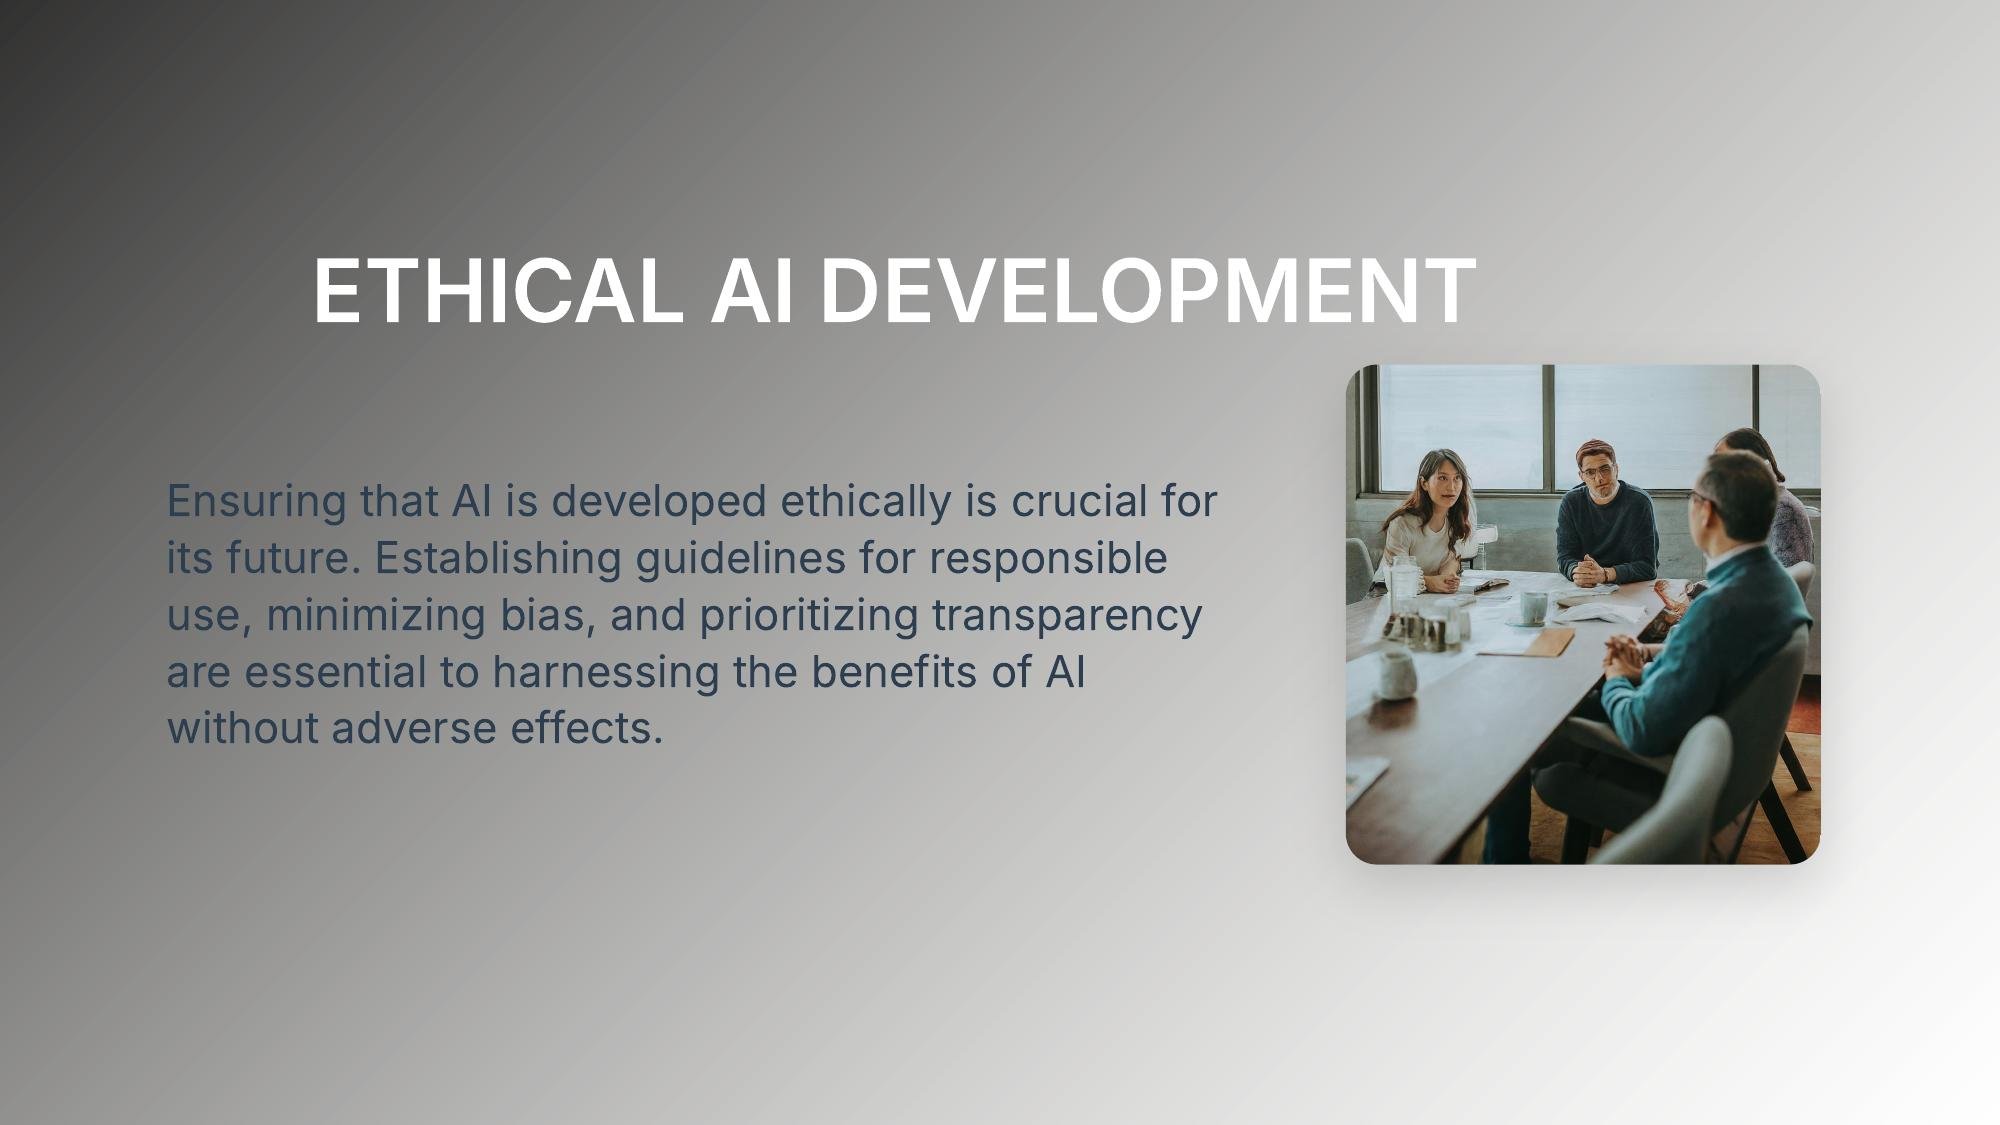 ETHICAL AI DEVELOPMENT
Ensuring that AI is developed ethically is crucial for
its future. Establishing guidelines for responsible
use, minimizing bias, and prioritizing transparency
are essential to harnessing the benefits of AI
without adverse effects.